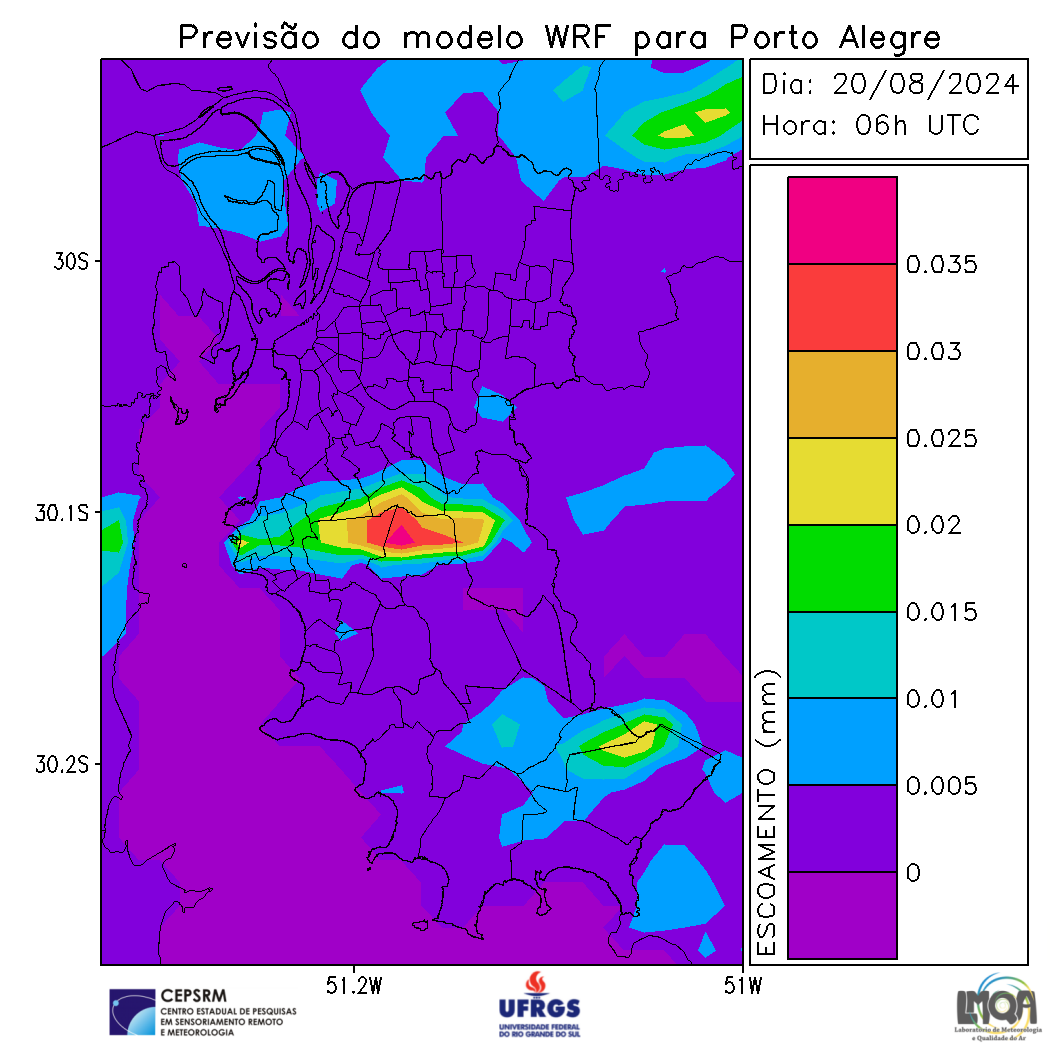 Previsão do modelo WRF para Porto Alegre
Dia: 20/08/2024
Hora: 06h UTC
30S
30.1S
30.2S
51.2W
51W
ESCOAMENTO (mm)
0.035
0.03
0.025
0.02
0.015
0.01
0.005
0
CEPSRM
CENTRO ESTADUAL DE PESQUISAS
EM SENSORIAMENTO REMOTO
E METEOROLOGIA
UFRGS
UNIVERSIDADE FEDERAL
DO RIO GRANDE DO SUL
LMQA
Laboratório de Meteorologia
e Qualidade do Ar